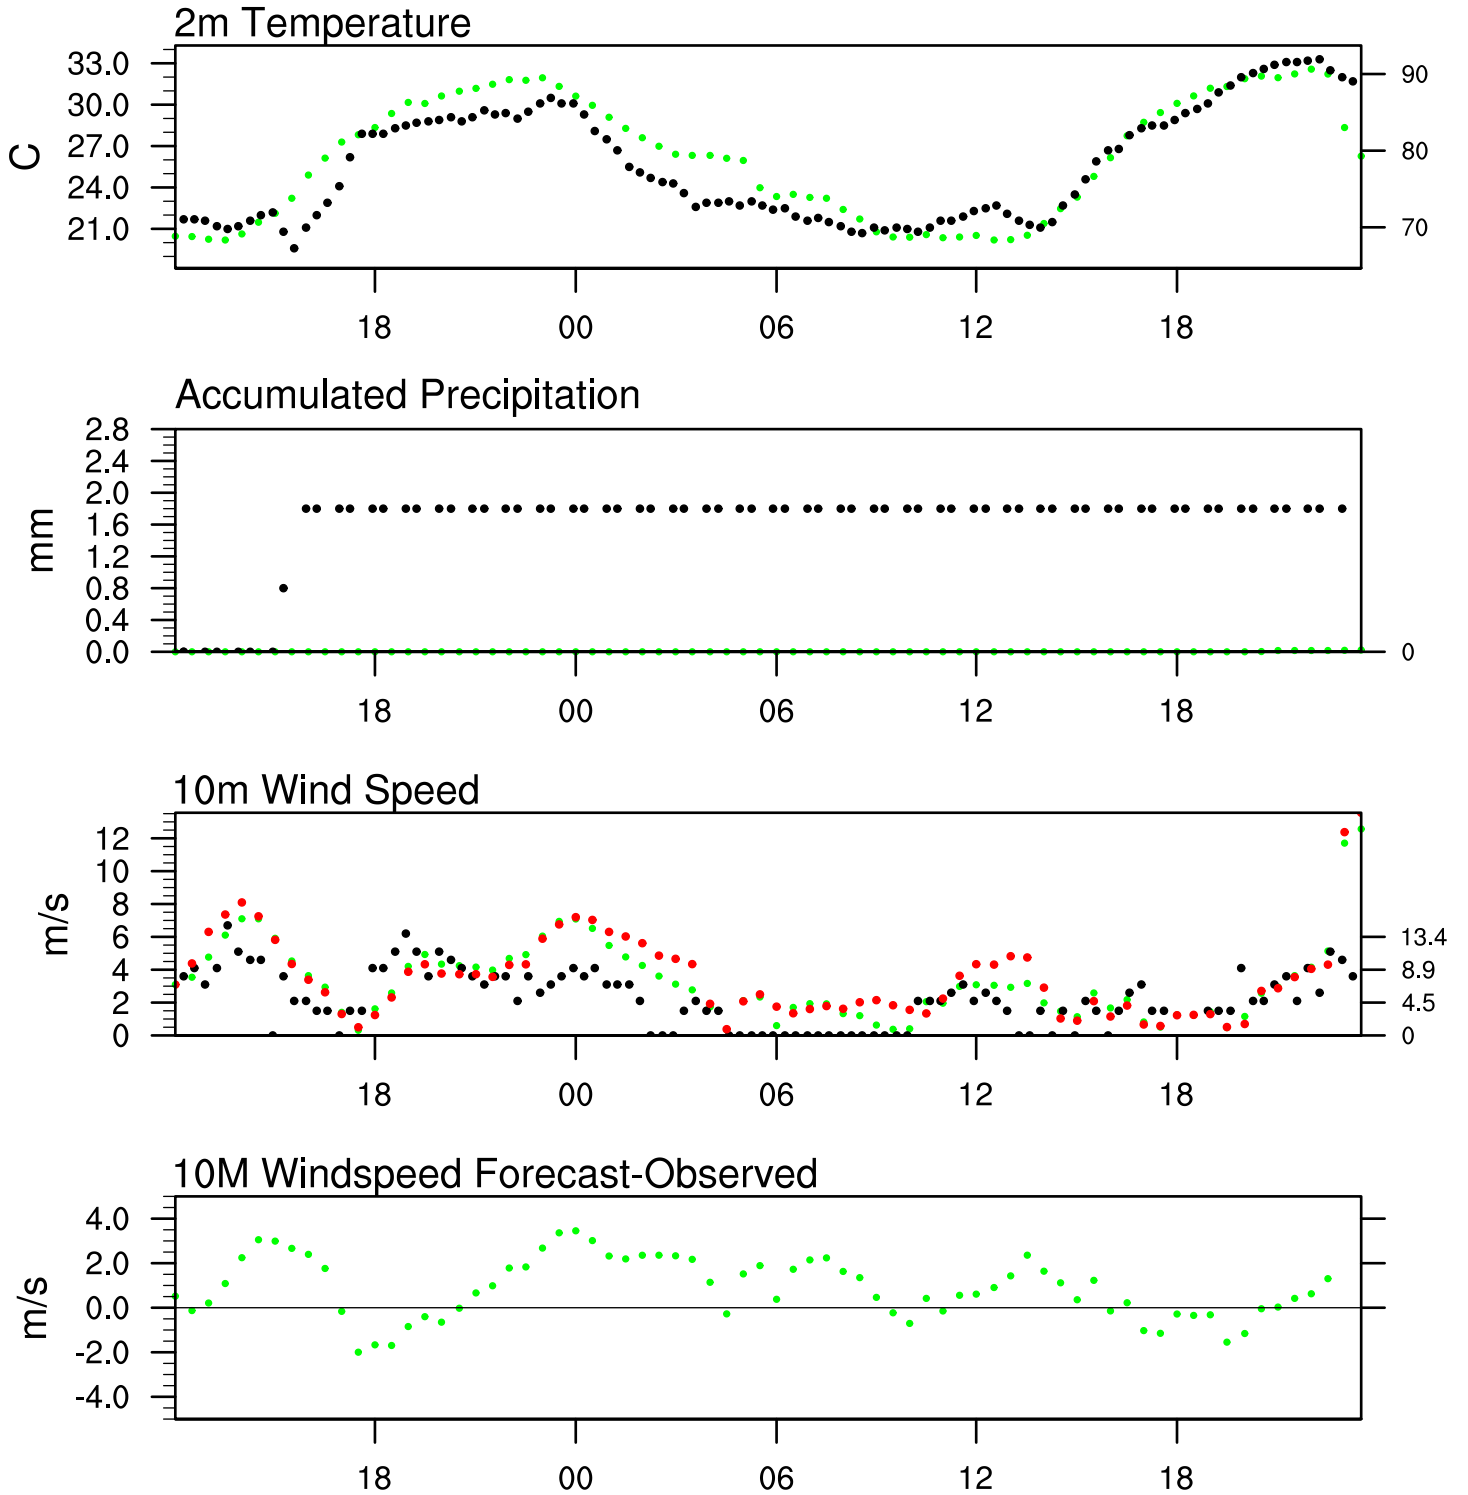 2m Temperature
33.0
30.0
27.0
24.0
21.0
C
90
80
70
18 00 06 12 18
Accumulated Precipitation
2.8
2.4
2.0
1.6
1.2
0.8
0.4
0.0
mm
0
18 00 06 12 18
10m Wind Speed
12
10
8
6
4
2
0
m/s
13.4
8.9
4.5
0
18 00 06 12 18
10M Windspeed Forecast-Observed
4.0
2.0
0.0
-2.0
-4.0
m/s
18 00 06 12 18